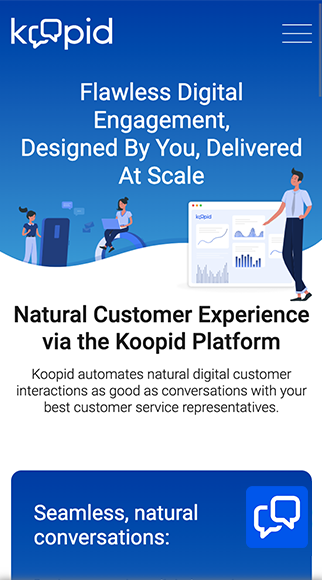 koopid
Flawless Digital
Engagement,
Designed By You, Delivered
At Scale
koopid
Natural Customer Experience
via the Koopid Platform
Koopid automates natural digital customer
interactions as good as conversations with your
best customer service representatives.
Seamless, natural
conversations: